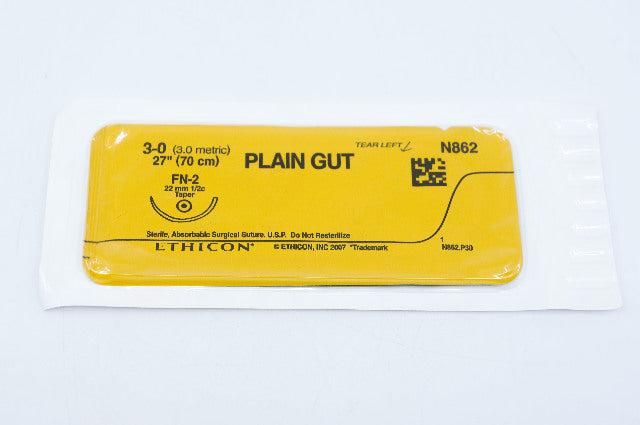 3-0 (3.0 metric)
27" (70 cm)
FN-2
22 mm 1/2c
Taper
PLAIN GUT
TEAR LEFT
N862
Sterile, Absorbable Surgical Suture. U.S.P. Do Not Resterilize
ETHICON* © ETHICON, INC 2007 *Trademark
1
N862.P30